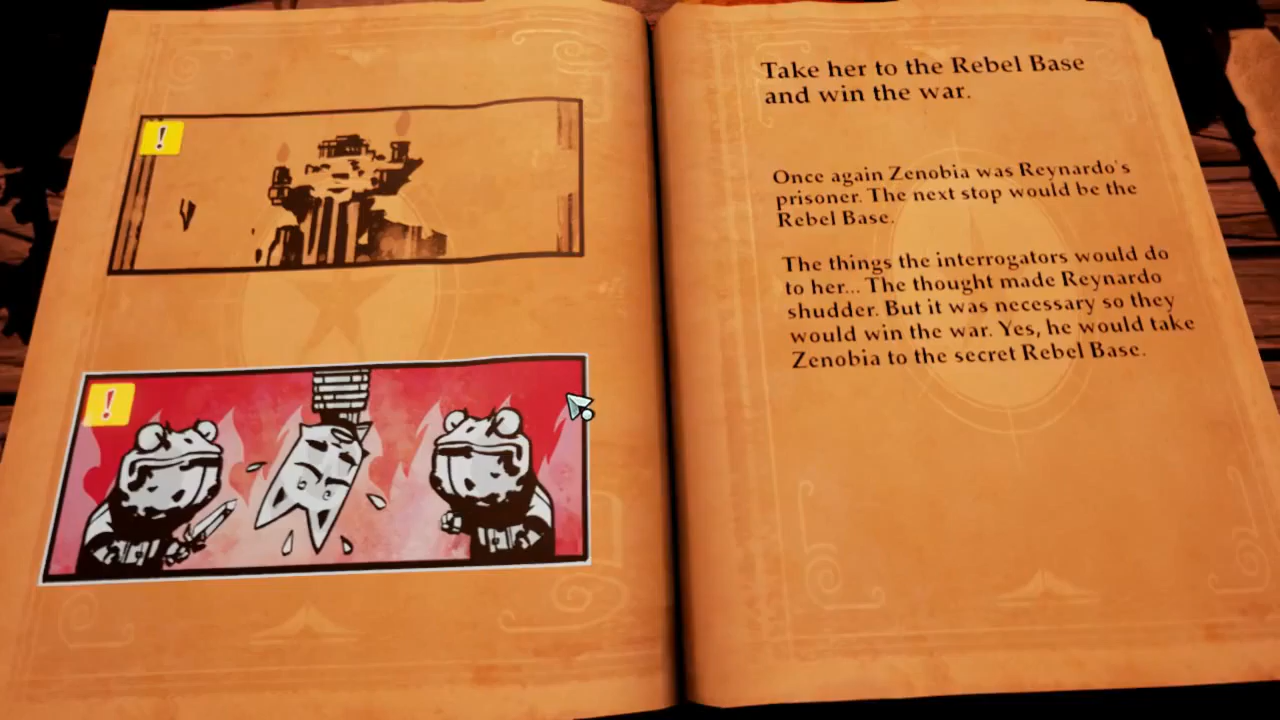 !
!
Take her to the Rebel Base
and win the war.
Once again Zenobia was Reynardo's
prisoner. The next stop would be the
Rebel Base.
The things the interrogators would do
to her... The thought made Reynardo
shudder. But it was necessary so they
would win the war. Yes, he would take
Zenobia to the secret Rebel Base.